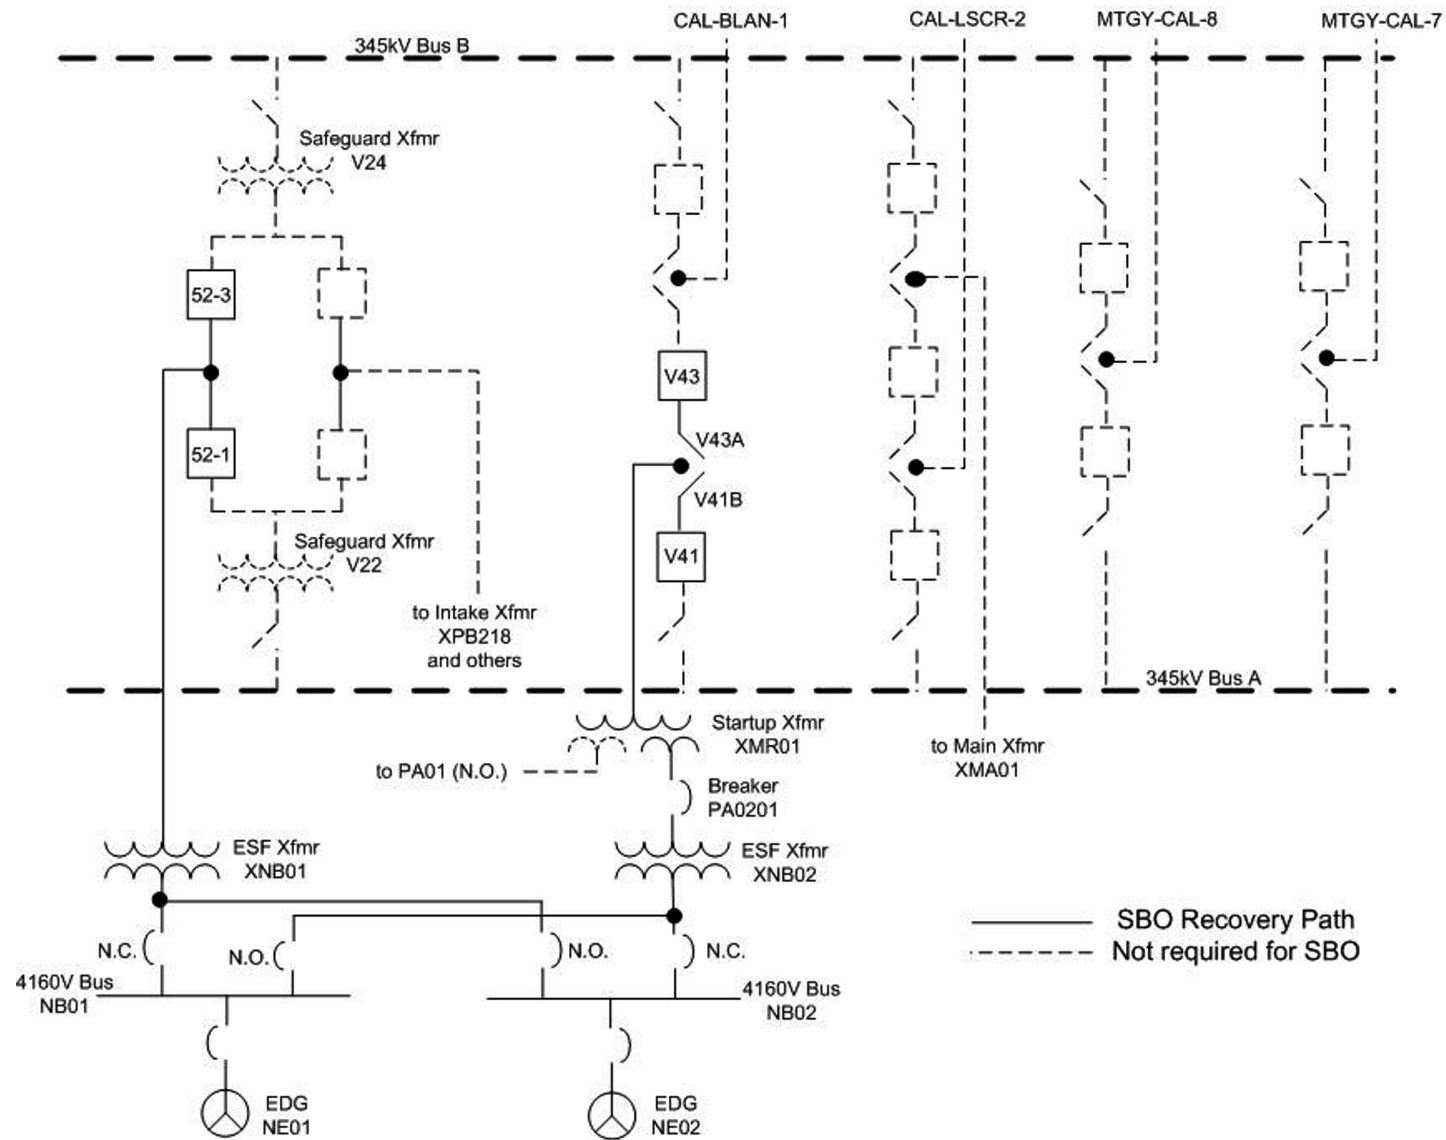 CAL-BLAN-1
CAL-LSCR-2
MTGY-CAL-8
MTGY-CAL-7
345kV Bus B
Safeguard Xfmr
V24
52-3
V43
V43A
52-1
V41B
Safeguard Xfmr
V22
V41
to Intake Xfmr
XPB218
and others
345kV Bus A
Startup Xfmr
XMR01
to Main Xfmr
XMA01
to PA01 (N.O.)
Breaker
PA0201
ESF Xfmr
XNB01
ESF Xfmr
XNB02
SBO Recovery Path
Not required for SBO
N.C.
N.O.
N.O.
N.C.
4160V Bus
NB01
4160V Bus
NB02
EDG
NE01
EDG
NE02